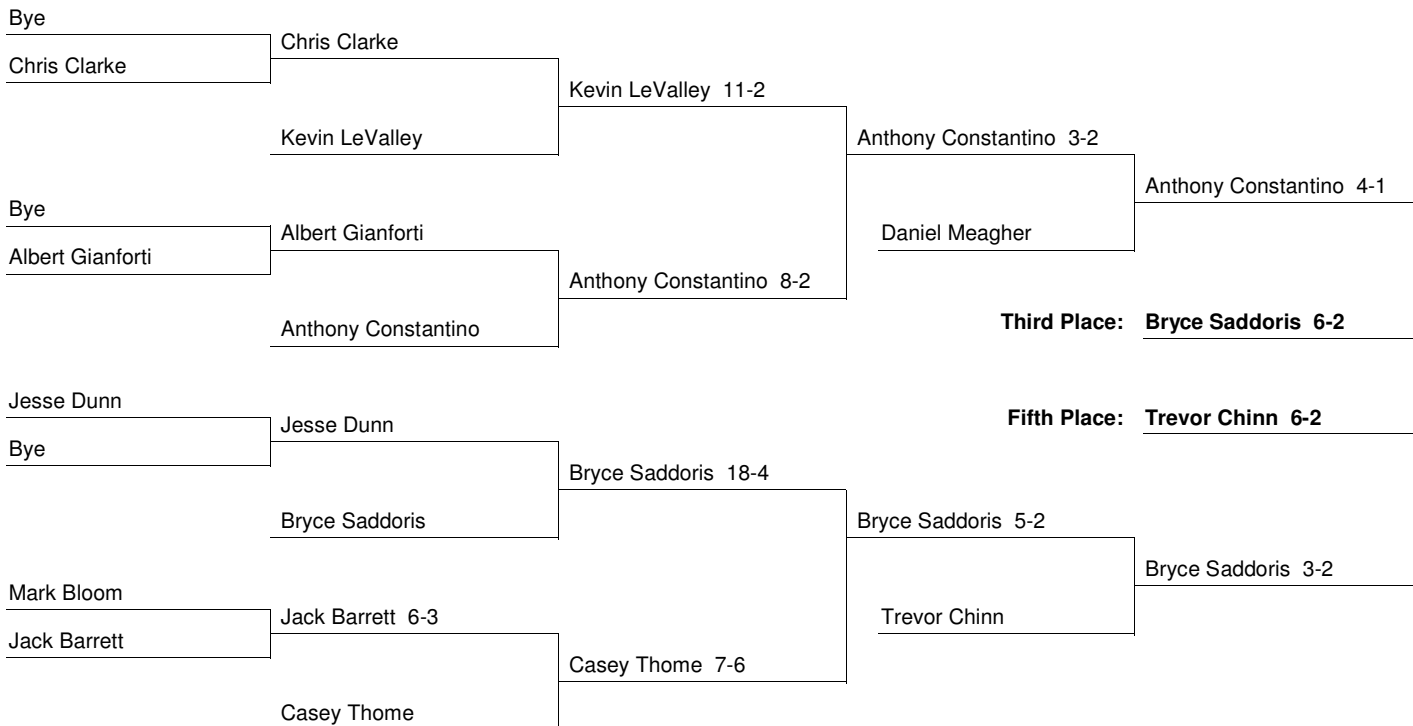 Bye
Chris Clarke
Chris Clarke
Kevin LeValley 11-2
Kevin LeValley
Anthony Constantino 3-2
Anthony Constantino 4-1
Bye
Albert Gianforti
Daniel Meagher
Albert Gianforti
Anthony Constantino 8-2
Anthony Constantino
Third Place: Bryce Saddoris 6-2
Jesse Dunn
Jesse Dunn
Fifth Place: Trevor Chinn 6-2
Bye
Bryce Saddoris 18-4
Bryce Saddoris
Bryce Saddoris 5-2
Bryce Saddoris 3-2
Mark Bloom
Jack Barrett 6-3
Trevor Chinn
Jack Barrett
Casey Thome 7-6
Casey Thome